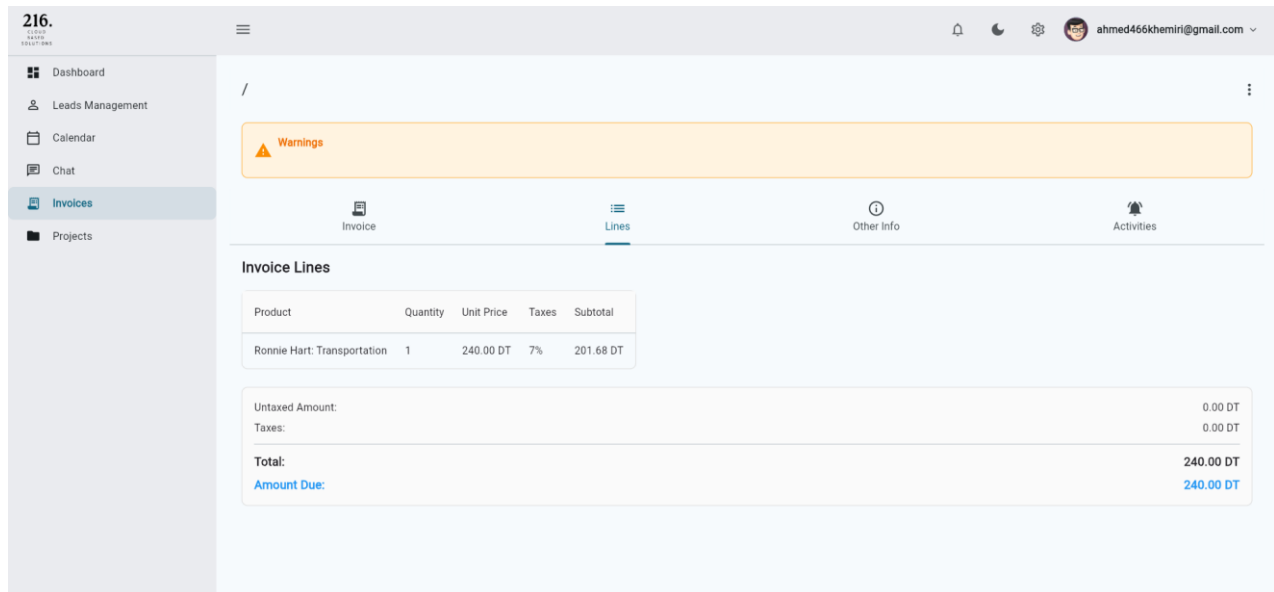 216.
CLOUD
BASED
SOLUTIONS
ahmed466khemiri@gmail.com
Dashboard
Leads Management
Calendar
Chat
Invoices
Projects
/
Warnings
Invoice
Lines
Other Info
Activities
Invoice Lines
Product Quantity Unit Price Taxes Subtotal
Ronnie Hart: Transportation 1 240.00 DT 7% 201.68 DT
Untaxed Amount: 0.00 DT
Taxes: 0.00 DT
Total: 240.00 DT
Amount Due: 240.00 DT